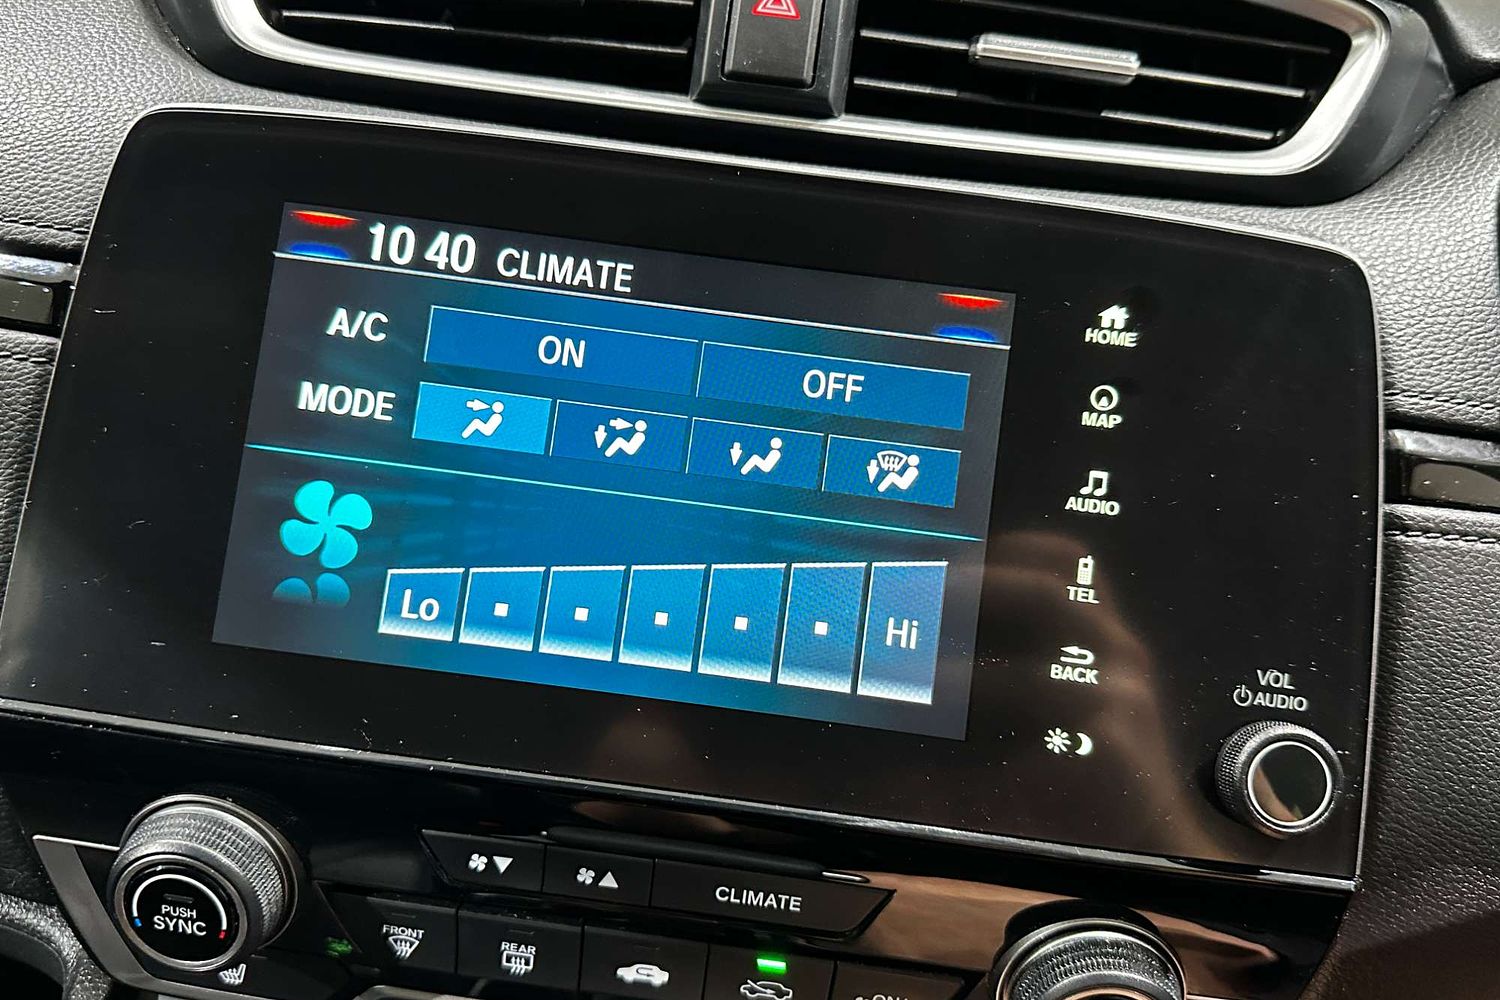 10 40 CLIMATE
A/C ON OFF
MODE
Lo Hi
HOME
MAP
AUDIO
TEL
BACK
VOL
AUDIO
PUSH
SYNC
CLIMATE
FRONT
REAR